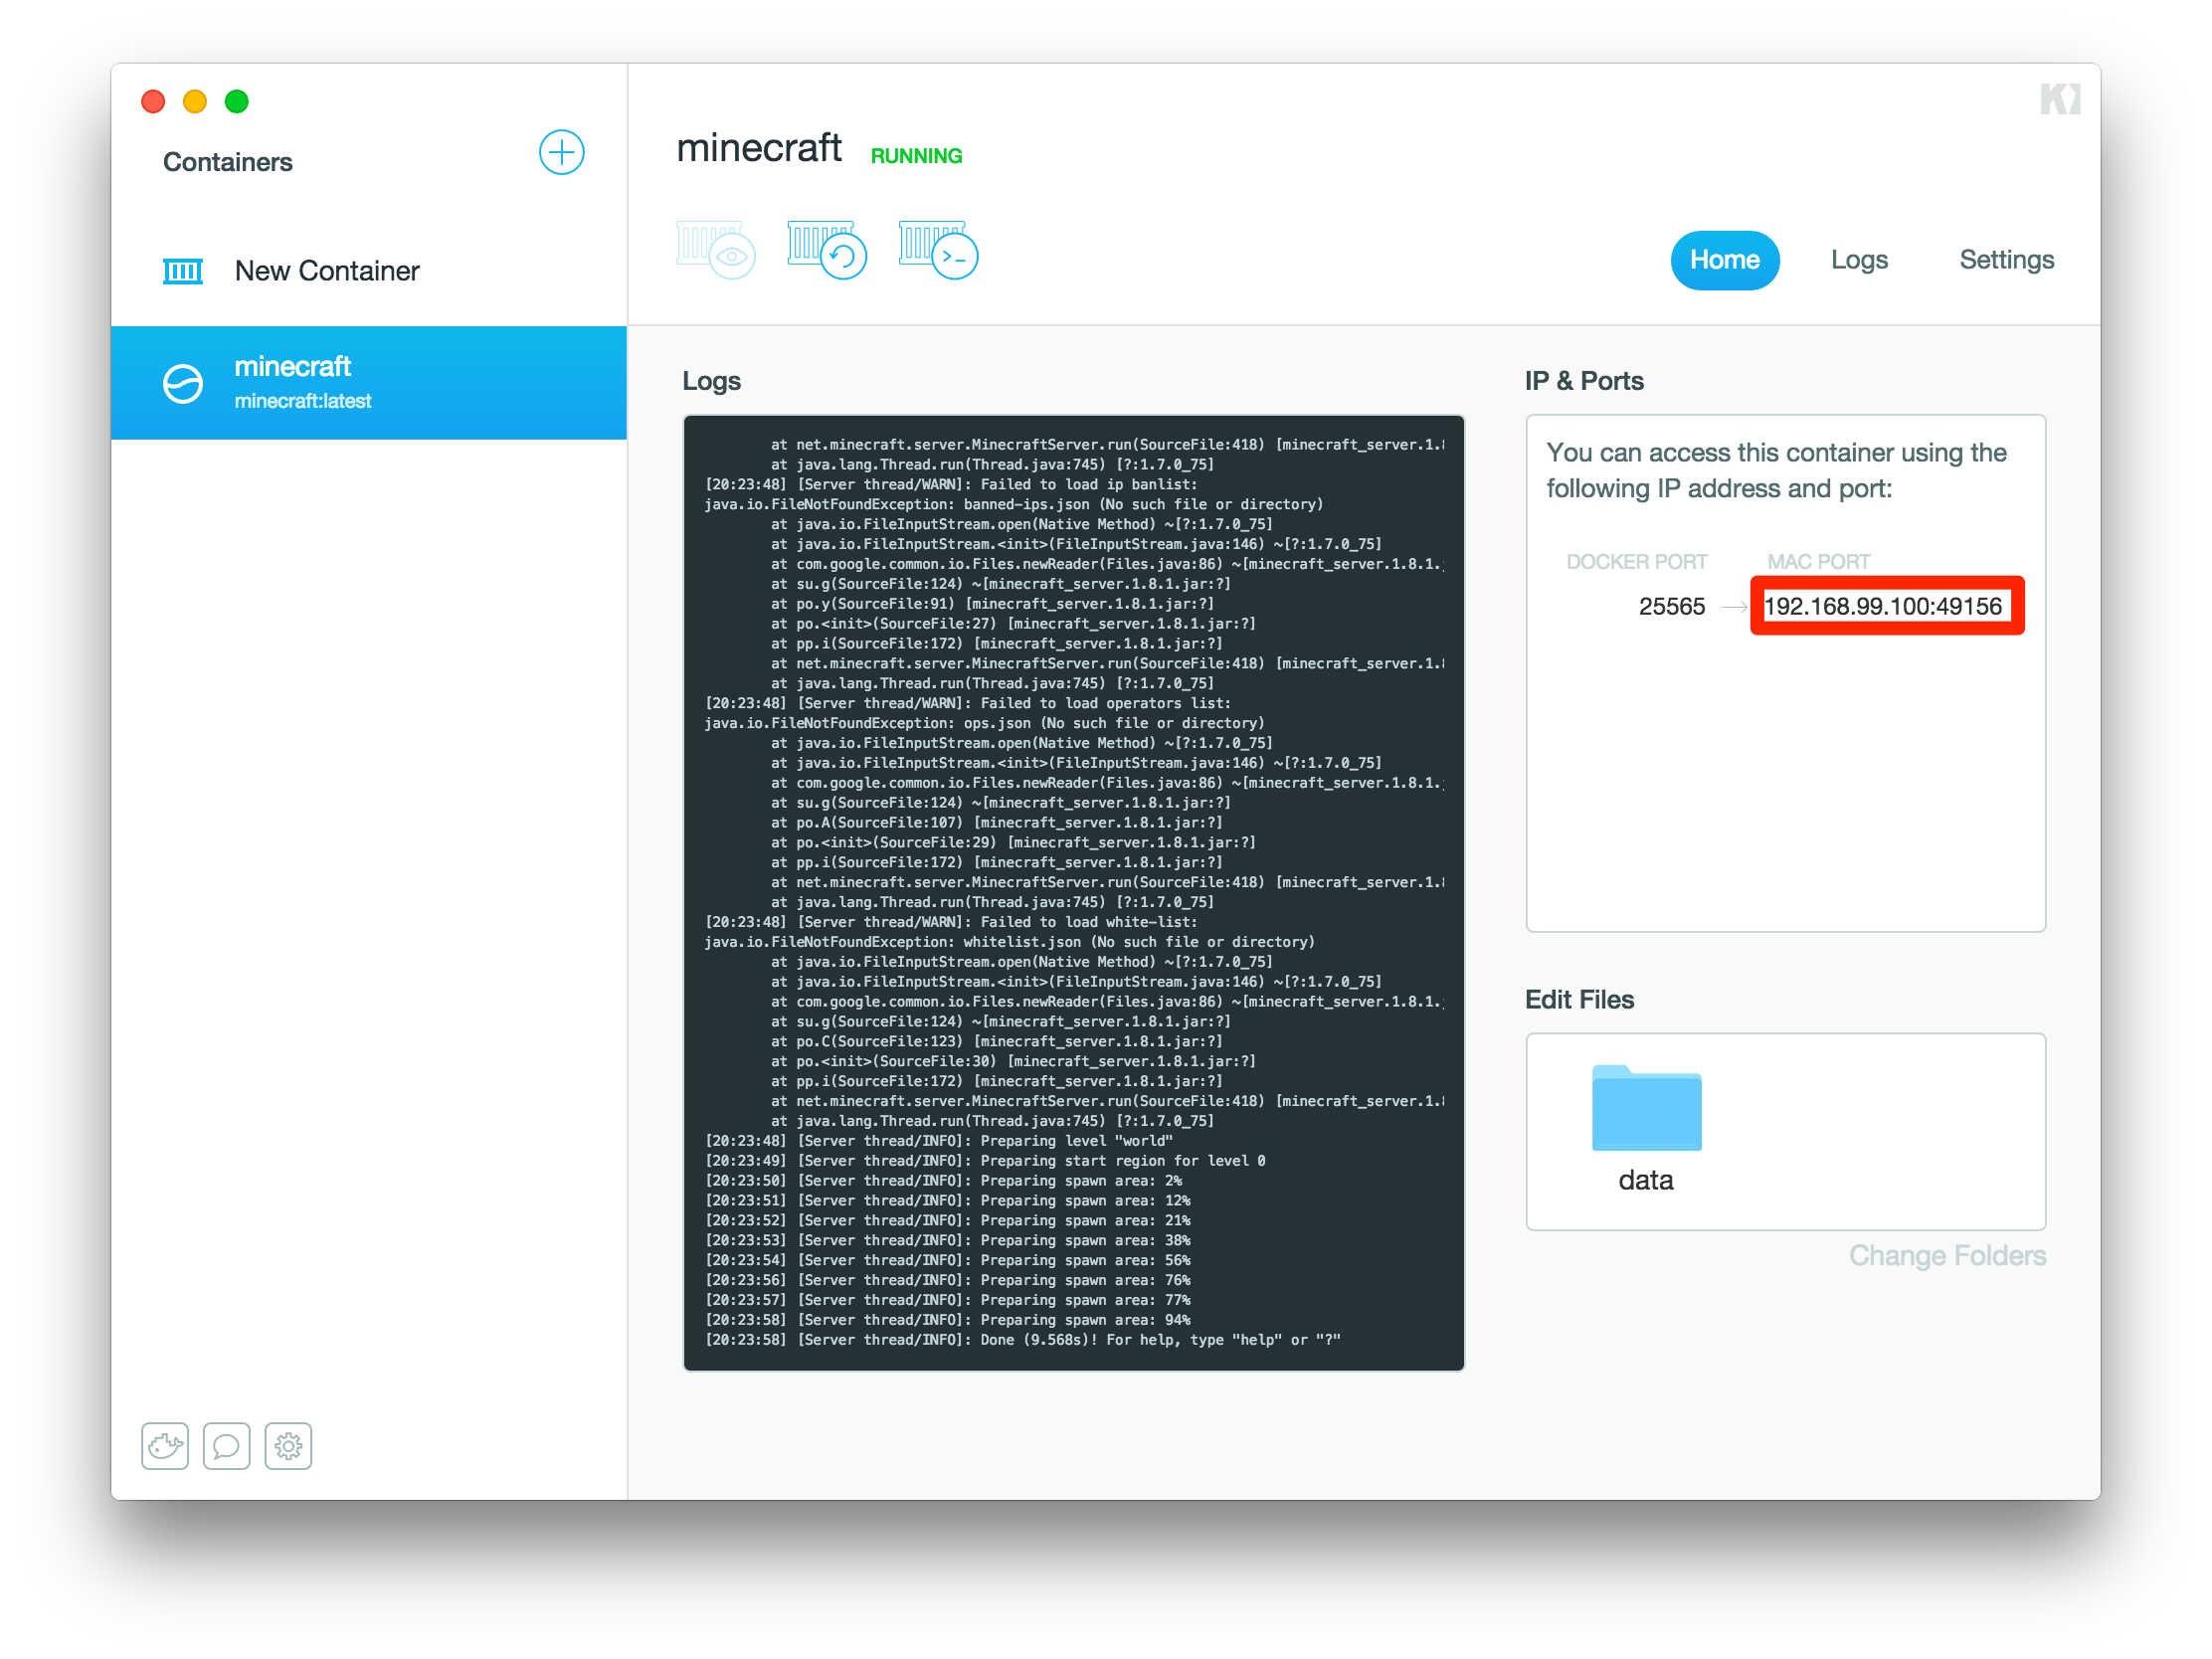 Containers
New Container
minecraft
minecraft:latest
minecraft RUNNING
Home Logs Settings
Logs
at net.minecraft.server.MinecraftServer.run(SourceFile:418) [minecraft_server.1.8
at java.lang.Thread.run(Thread.java:745) [?:1.7.0_75]
[20:23:48] [Server thread/WARN]: Failed to load ip banlist:
java.io.FileNotFoundException: banned-ips.json (No such file or directory)
at java.io.FileInputStream.open(Native Method) ~[?:1.7.0_75]
at java.io.FileInputStream.<init>(FileInputStream.java:146) ~[?:1.7.0_75]
at com.google.common.io.Files.newReader(Files.java:86) ~[minecraft_server.1.8.1.j
at su.g(SourceFile:124) ~[minecraft_server.1.8.1.jar:?]
at po.y(SourceFile:91) [minecraft_server.1.8.1.jar:?]
at po.<init>(SourceFile:27) [minecraft_server.1.8.1.jar:?]
at pp.i(SourceFile:172) [minecraft_server.1.8.1.jar:?]
at net.minecraft.server.MinecraftServer.run(SourceFile:418) [minecraft_server.1.8
at java.lang.Thread.run(Thread.java:745) [?:1.7.0_75]
[20:23:48] [Server thread/WARN]: Failed to load operators list:
java.io.FileNotFoundException: ops.json (No such file or directory)
at java.io.FileInputStream.open(Native Method) ~[?:1.7.0_75]
at java.io.FileInputStream.<init>(FileInputStream.java:146) ~[?:1.7.0_75]
at com.google.common.io.Files.newReader(Files.java:86) ~[minecraft_server.1.8.1.j
at su.g(SourceFile:124) ~[minecraft_server.1.8.1.jar:?]
at po.A(SourceFile:107) [minecraft_server.1.8.1.jar:?]
at po.<init>(SourceFile:29) [minecraft_server.1.8.1.jar:?]
at pp.i(SourceFile:172) [minecraft_server.1.8.1.jar:?]
at net.minecraft.server.MinecraftServer.run(SourceFile:418) [minecraft_server.1.8
at java.lang.Thread.run(Thread.java:745) [?:1.7.0_75]
[20:23:48] [Server thread/WARN]: Failed to load white-list:
java.io.FileNotFoundException: whitelist.json (No such file or directory)
at java.io.FileInputStream.open(Native Method) ~[?:1.7.0_75]
at java.io.FileInputStream.<init>(FileInputStream.java:146) ~[?:1.7.0_75]
at com.google.common.io.Files.newReader(Files.java:86) ~[minecraft_server.1.8.1.j
at su.g(SourceFile:124) ~[minecraft_server.1.8.1.jar:?]
at po.C(SourceFile:123) [minecraft_server.1.8.1.jar:?]
at po.<init>(SourceFile:30) [minecraft_server.1.8.1.jar:?]
at pp.i(SourceFile:172) [minecraft_server.1.8.1.jar:?]
at net.minecraft.server.MinecraftServer.run(SourceFile:418) [minecraft_server.1.8
at java.lang.Thread.run(Thread.java:745) [?:1.7.0_75]
[20:23:48] [Server thread/INFO]: Preparing level "world"
[20:23:49] [Server thread/INFO]: Preparing start region for level 0
[20:23:50] [Server thread/INFO]: Preparing spawn area: 2%
[20:23:51] [Server thread/INFO]: Preparing spawn area: 12%
[20:23:52] [Server thread/INFO]: Preparing spawn area: 21%
[20:23:53] [Server thread/INFO]: Preparing spawn area: 38%
[20:23:54] [Server thread/INFO]: Preparing spawn area: 56%
[20:23:56] [Server thread/INFO]: Preparing spawn area: 76%
[20:23:57] [Server thread/INFO]: Preparing spawn area: 77%
[20:23:58] [Server thread/INFO]: Preparing spawn area: 94%
[20:23:58] [Server thread/INFO]: Done (9.568s)! For help, type "help" or "?"
IP & Ports
You can access this container using the
following IP address and port:
DOCKER PORT MAC PORT
25565 → 192.168.99.100:49156
Edit Files
data
Change Folders